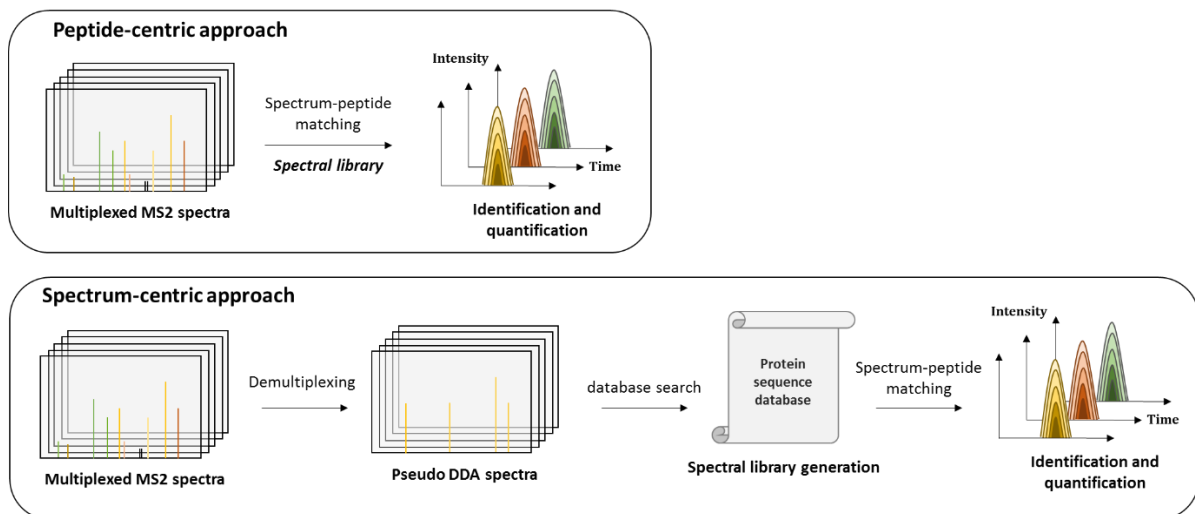 Peptide-centric approach
Multiplexed MS2 spectra
Spectrum-peptide
matching
Spectral library
Intensity
Time
Identification and
quantification
Spectrum-centric approach
Multiplexed MS2 spectra
Demultiplexing
Pseudo DDA spectra
database search
Protein
sequence
database
Spectral library generation
Spectrum-peptide
matching
Intensity
Time
Identification and
quantification